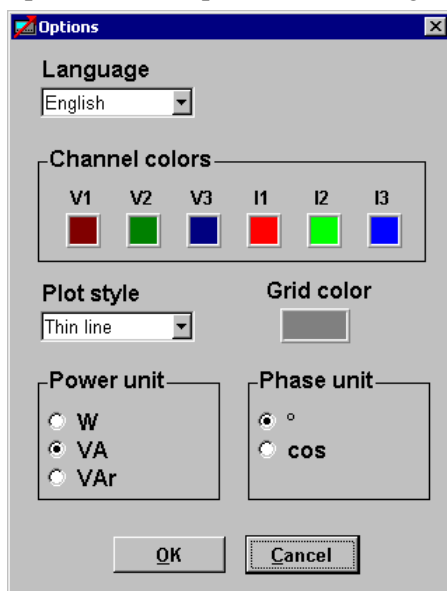 Options
Language
English
Channel colors
V1 V2 V3 I1 I2 I3
Plot style Grid color
Thin line
Power unit Phase unit
W °
VA cos
VAr
OK Cancel